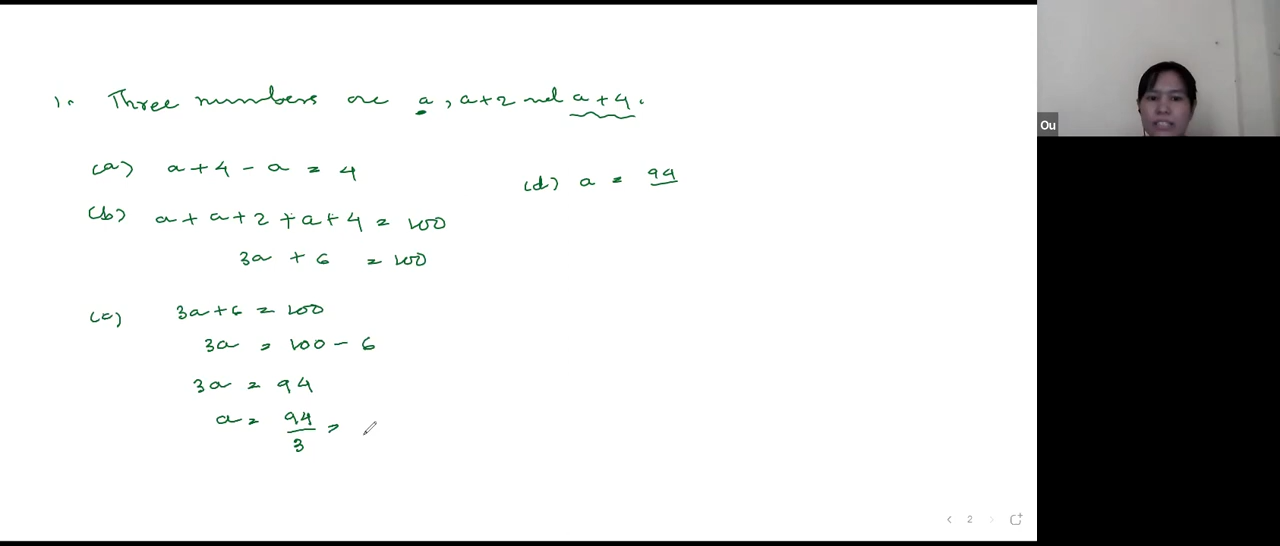 1. Three numbers are a, a+2 and a+4.
(a) a+4-a = 4
(b) a+a+2+a+4 = 100
3a + 6 = 100
(c) 3a+6 = 100
3a = 100-6
3a = 94
a = 94/3 =
(d) a = 94
Ou
2